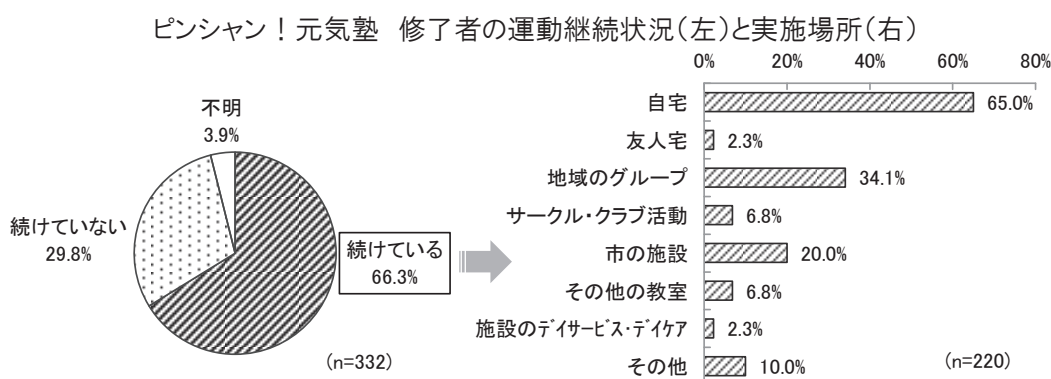 ピンシャン！元気塾　修了者の運動継続状況（左）と実施場所（右）
不明
3.9%
続けていない
29.8%
続けている
66.3%
(n=332)
0% 20% 40% 60% 80%
自宅 65.0%
友人宅 2.3%
地域のグループ 34.1%
サークル・クラブ活動 6.8%
市の施設 20.0%
その他の教室 6.8%
施設のデイサービス・デイケア 2.3%
その他 10.0%
(n=220)